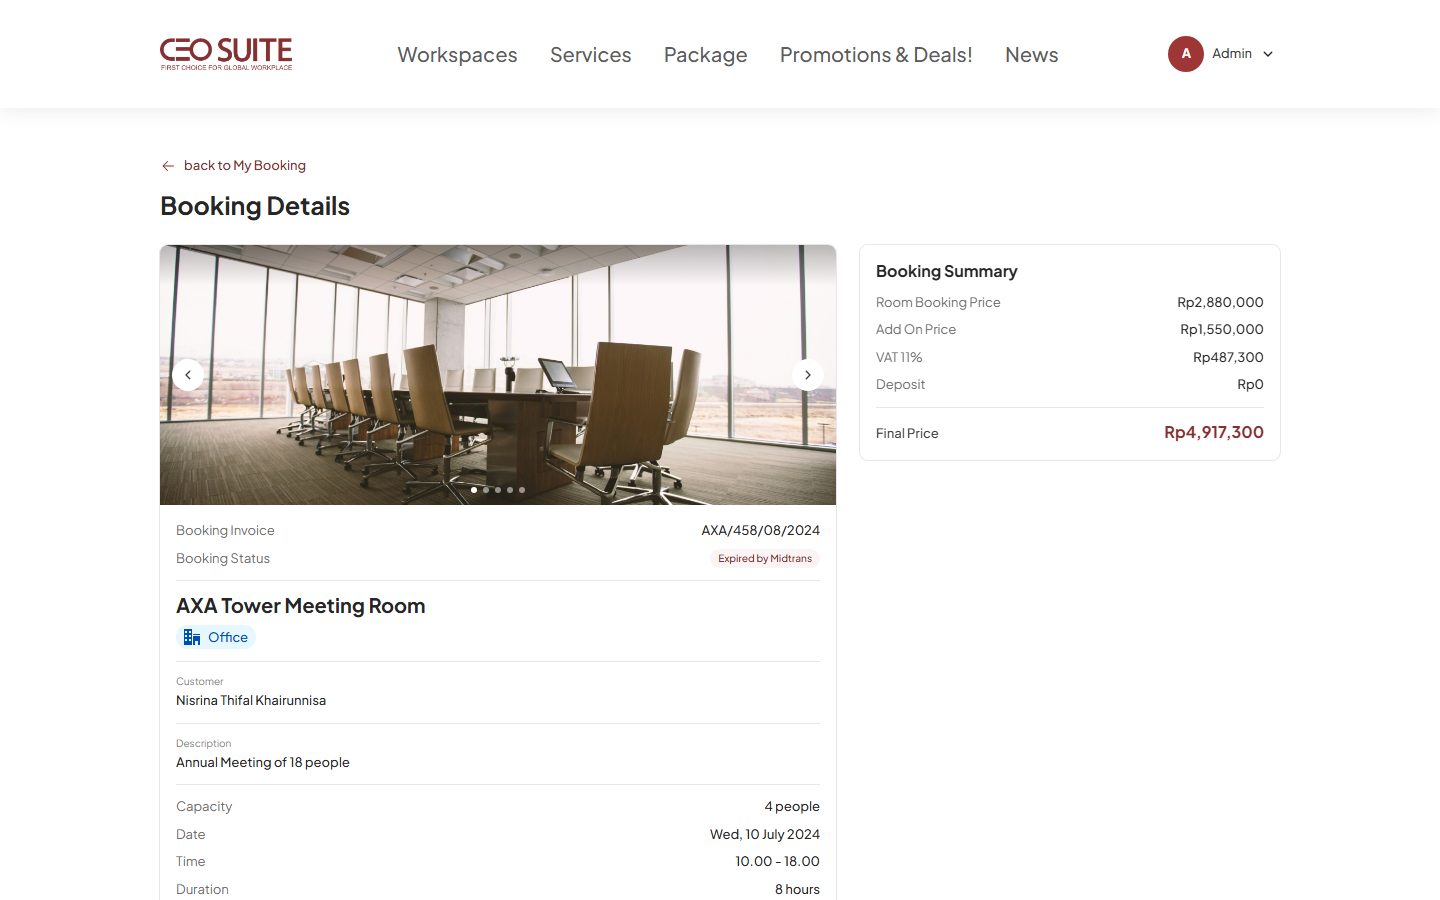 CEO SUITE
FIRST CHOICE FOR GLOBAL WORKPLACE
Workspaces Services Package Promotions & Deals! News
A Admin
back to My Booking
Booking Details
Booking Invoice AXA/458/08/2024
Booking Status Expired by Midtrans
AXA Tower Meeting Room
Office
Customer
Nisrina Thifal Khairunnisa
Description
Annual Meeting of 18 people
Capacity 4 people
Date Wed, 10 July 2024
Time 10.00 - 18.00
Duration 8 hours
Booking Summary
Room Booking Price Rp2,880,000
Add On Price Rp1,550,000
VAT 11% Rp487,300
Deposit Rp0
Final Price Rp4,917,300